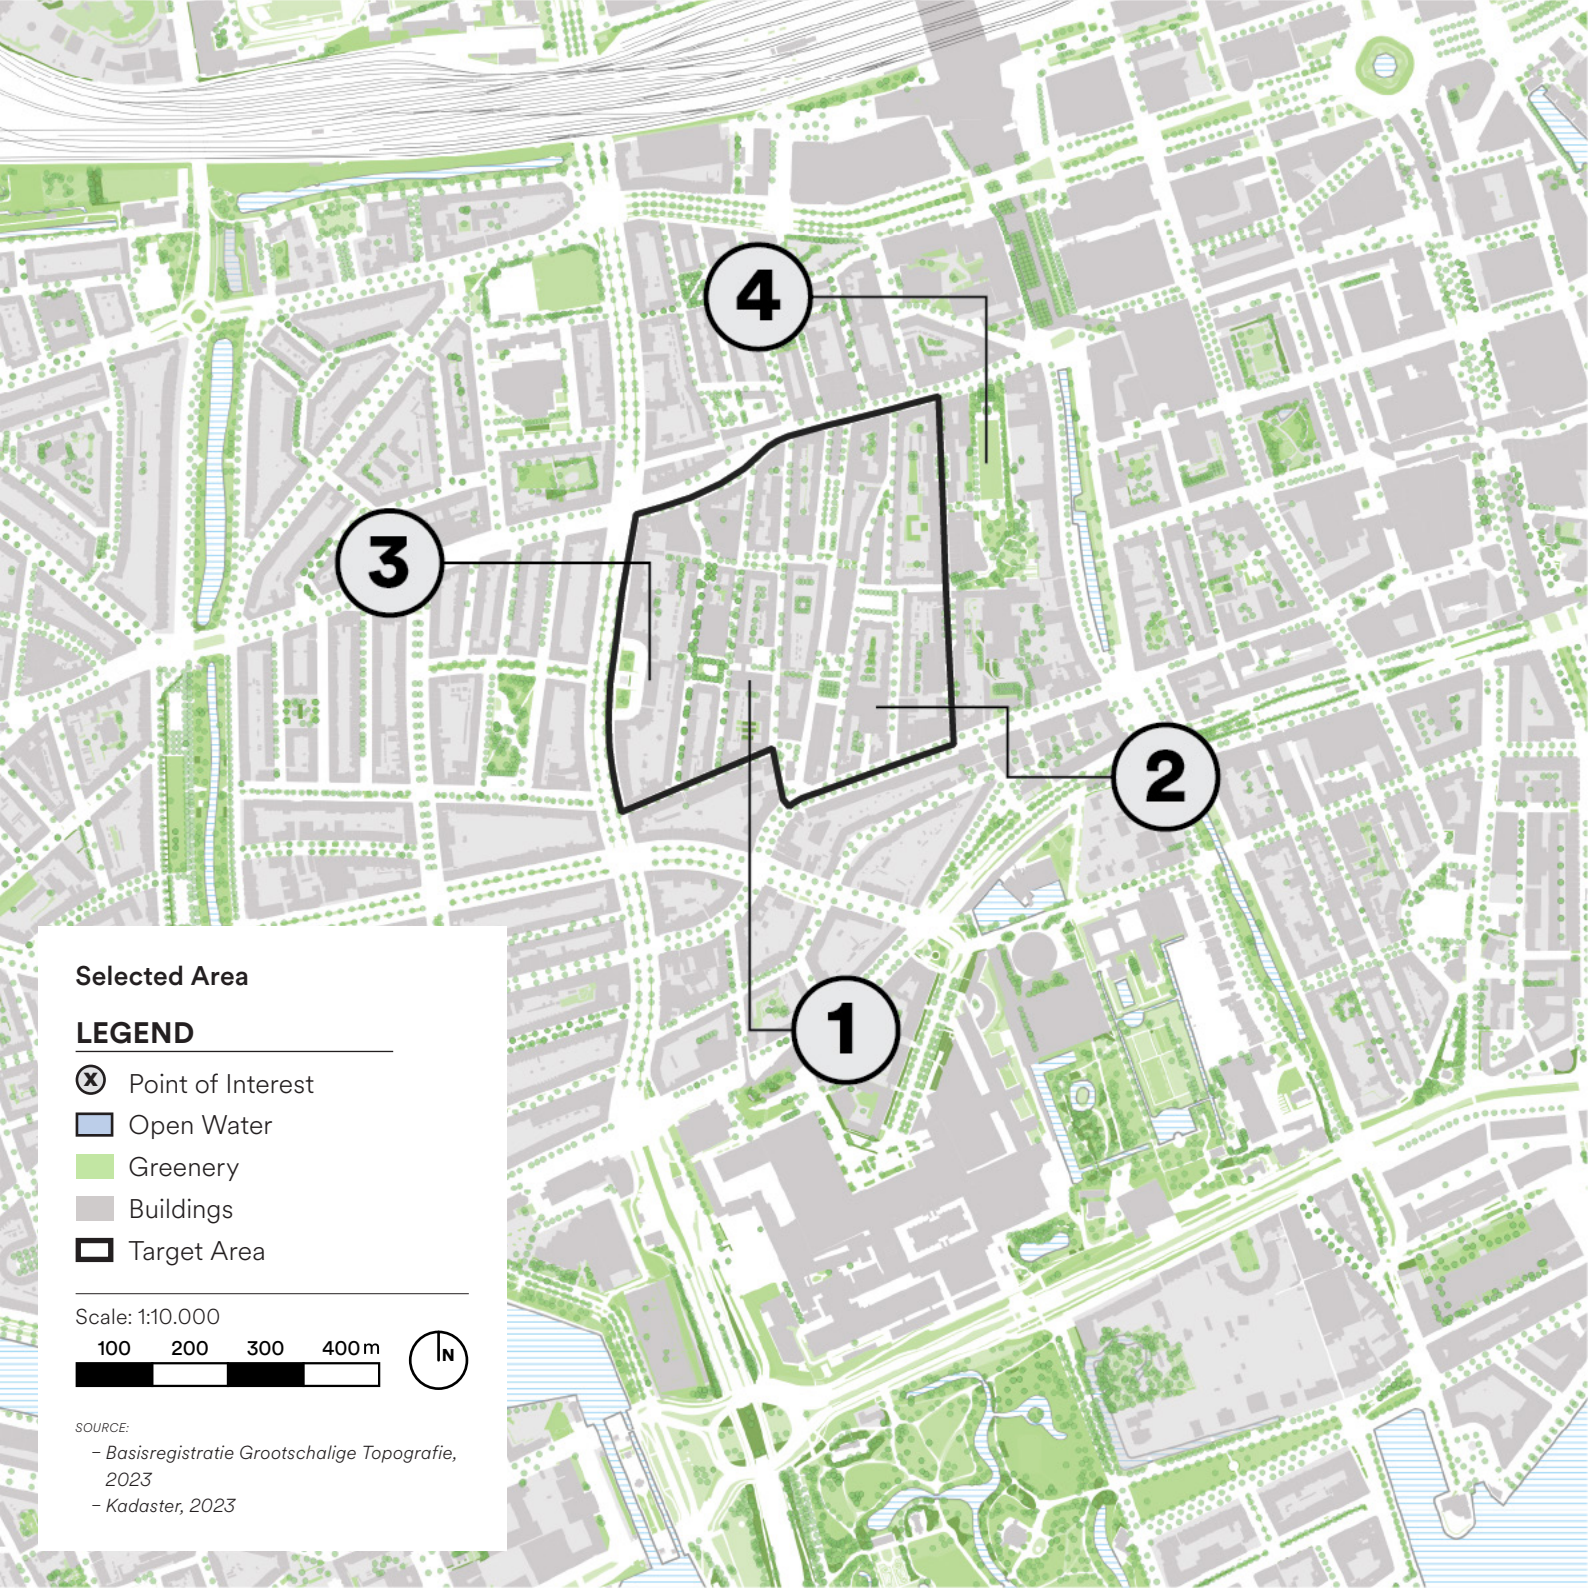 4
3
2
1
Selected Area
LEGEND
X Point of Interest
Open Water
Greenery
Buildings
Target Area
Scale: 1:10.000
100 200 300 400 m
N
SOURCE:
– Basisregistratie Grootschalige Topografie,
2023
– Kadaster, 2023